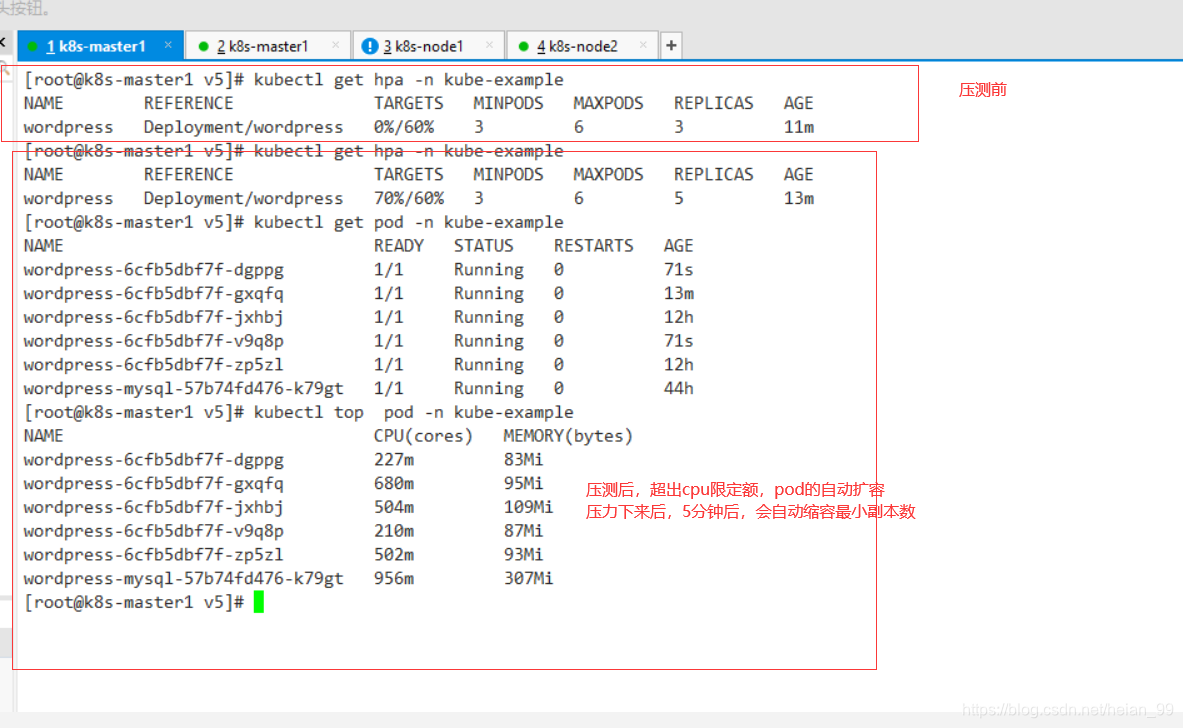 头按钮。
1 k8s-master1 × 2 k8s-master1 × 3 k8s-node1 × 4 k8s-node2 × +
[root@k8s-master1 v5]# kubectl get hpa -n kube-example
压测前
NAME REFERENCE TARGETS MINPODS MAXPODS REPLICAS AGE
wordpress Deployment/wordpress 0%/60% 3 6 3 11m
[root@k8s-master1 v5]# kubectl get hpa -n kube-example
NAME REFERENCE TARGETS MINPODS MAXPODS REPLICAS AGE
wordpress Deployment/wordpress 70%/60% 3 6 5 13m
[root@k8s-master1 v5]# kubectl get pod -n kube-example
NAME READY STATUS RESTARTS AGE
wordpress-6cfb5dbf7f-dgppg 1/1 Running 0 71s
wordpress-6cfb5dbf7f-gxqfq 1/1 Running 0 13m
wordpress-6cfb5dbf7f-jxhbj 1/1 Running 0 12h
wordpress-6cfb5dbf7f-v9q8p 1/1 Running 0 71s
wordpress-6cfb5dbf7f-zp5zl 1/1 Running 0 12h
wordpress-mysql-57b74fd476-k79gt 1/1 Running 0 44h
[root@k8s-master1 v5]# kubectl top  pod -n kube-example
NAME CPU(cores) MEMORY(bytes)
wordpress-6cfb5dbf7f-dgppg 227m 83Mi
wordpress-6cfb5dbf7f-gxqfq 680m 95Mi
wordpress-6cfb5dbf7f-jxhbj 504m 109Mi
wordpress-6cfb5dbf7f-v9q8p 210m 87Mi
wordpress-6cfb5dbf7f-zp5zl 502m 93Mi
wordpress-mysql-57b74fd476-k79gt 956m 307Mi
压测后，超出cpu限定额，pod的自动扩容
压力下来后，5分钟后，会自动缩容最小副本数
[root@k8s-master1 v5]#
https://blog.csdn.net/heian_99